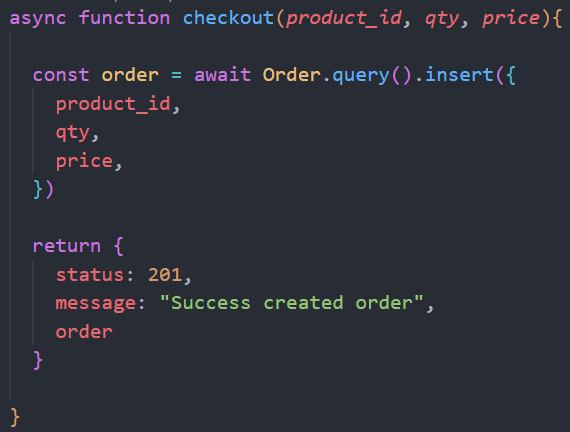 async function checkout(product_id, qty, price){
const order = await Order.query().insert({
product_id,
qty,
price,
})
return {
status: 201,
message: "Success created order",
order
}
}